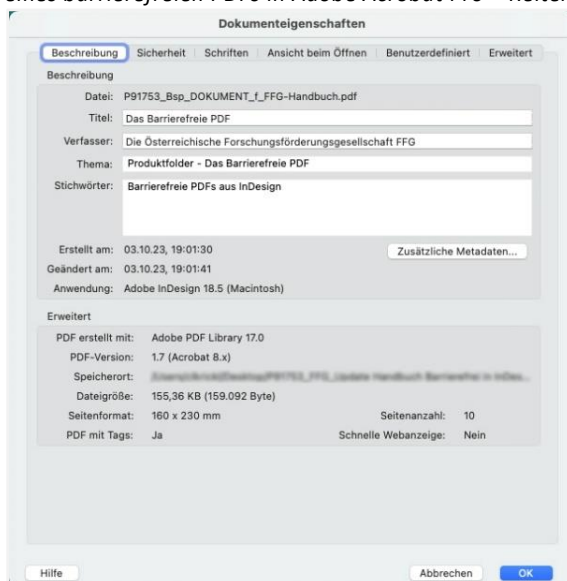 Dokumenteigenschaften
Beschreibung Sicherheit Schriften Ansicht beim Öffnen Benutzerdefiniert Erweitert
Beschreibung
Datei: P91753_Bsp_DOKUMENT_f_FFG-Handbuch.pdf
Titel: Das Barrierefreie PDF
Verfasser: Die Österreichische Forschungsförderungsgesellschaft FFG
Thema: Produktfolder - Das Barrierefreie PDF
Stichwörter: Barrierefreie PDFs aus InDesign
Erstellt am: 03.10.23, 19:01:30 Zusätzliche Metadaten...
Geändert am: 03.10.23, 19:01:41
Anwendung: Adobe InDesign 18.5 (Macintosh)
Erweitert
PDF erstellt mit: Adobe PDF Library 17.0
PDF-Version: 1.7 (Acrobat 8.x)
Speicherort:
Dateigröße: 155,36 KB (159.092 Byte)
Seitenformat: 160 x 230 mm Seitenanzahl: 10
PDF mit Tags: Ja Schnelle Webanzeige: Nein
Hilfe Abbrechen OK